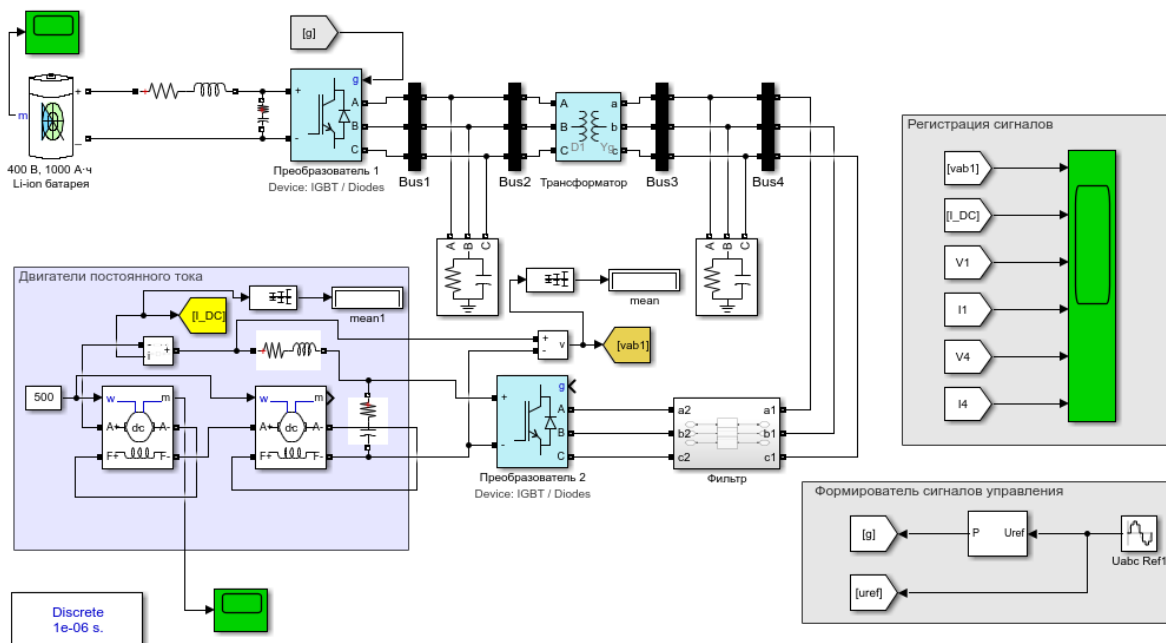 [g]
m
+
_
400 В, 1000 А·ч
Li-ion батарея
+
-
g
A
B
C
Преобразователь 1
Device: IGBT / Diodes
Bus1
Bus2
A
B
C
a
b
c
D1
Yg
Трансформатор
Bus3
Bus4
A B C
A B C
Регистрация сигналов
[vab1]
[I_DC]
V1
I1
V4
I4
Двигатели постоянного тока
[I_DC]
mean1
mean
-
i
+
+
-
v
[vab1]
500
w
m
A+
dc
A-
F+
F-
w
m
A+
dc
A-
F+
F-
+
-
g
A
B
C
Преобразователь 2
Device: IGBT / Diodes
a2
b2
c2
a1
b1
c1
Фильтр
Формирователь сигналов управления
[g]
P
Uref
Uabc Ref1
[uref]
Discrete
1e-06 s.